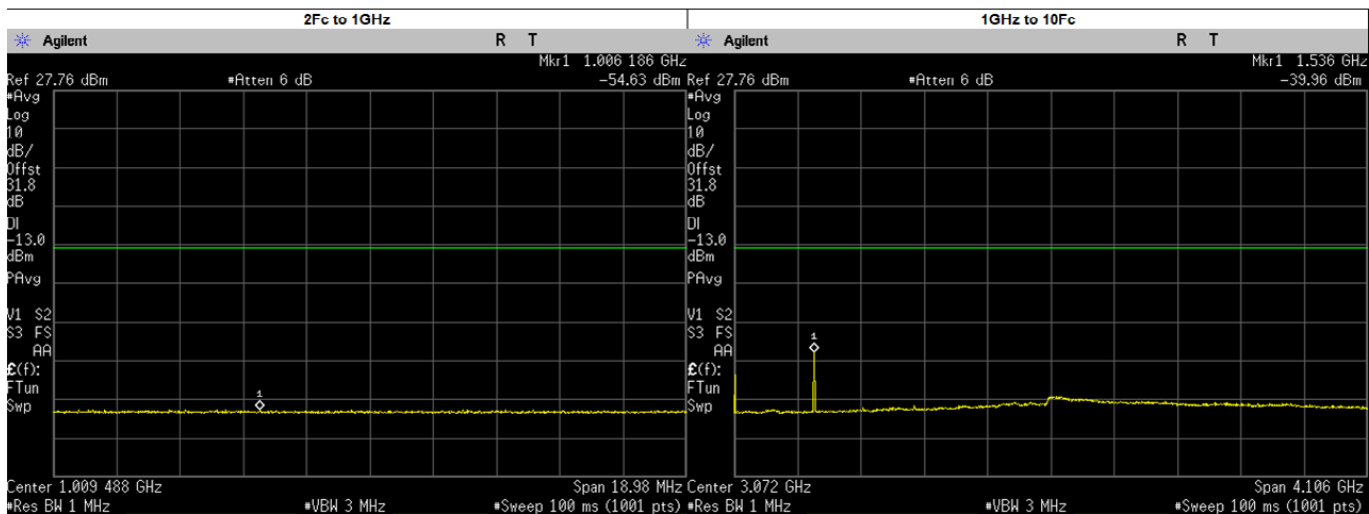 2Fc to 1GHz
Agilent R T
Mkr1 1.006 186 GHz
Ref 27.76 dBm #Atten 6 dB -54.63 dBm
#Avg
Log
10
dB/
Offst
31.8
dB
DI
-13.0
dBm
PAvg
V1 S2
S3 FS
AA
£(f):
FTun
Swp
1
Center 1.009 488 GHz Span 18.98 MHz
#Res BW 1 MHz #VBW 3 MHz #Sweep 100 ms (1001 pts)
1GHz to 10Fc
Agilent R T
Mkr1 1.536 GHz
Ref 27.76 dBm #Atten 6 dB -39.96 dBm
#Avg
Log
10
dB/
Offst
31.8
dB
DI
-13.0
dBm
PAvg
V1 S2
S3 FS
AA
£(f):
FTun
Swp
1
Center 3.072 GHz Span 4.106 GHz
#Res BW 1 MHz #VBW 3 MHz #Sweep 100 ms (1001 pts)